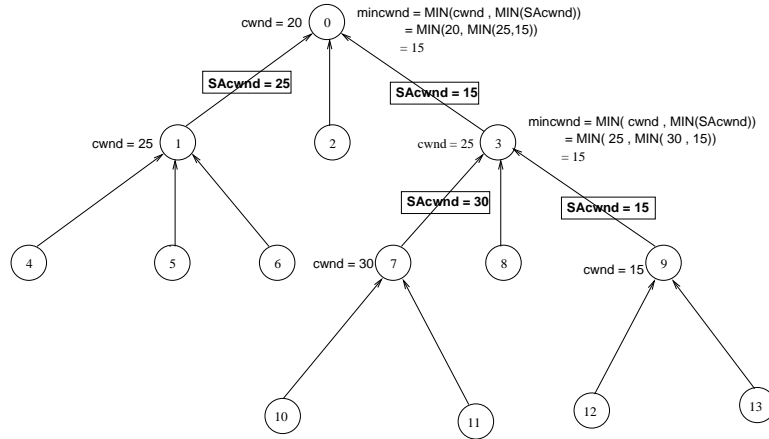 cwnd = 20
0
mincwnd = MIN(cwnd , MIN(SAcwnd))
= MIN(20, MIN(25,15))
= 15
SAcwnd = 25
SAcwnd = 15
cwnd = 25
1
2
cwnd = 25
3
mincwnd = MIN( cwnd , MIN(SAcwnd))
= MIN( 25 , MIN( 30 , 15))
= 15
SAcwnd = 30
SAcwnd = 15
4
5
6
cwnd = 30
7
8
cwnd = 15
9
10
11
12
13